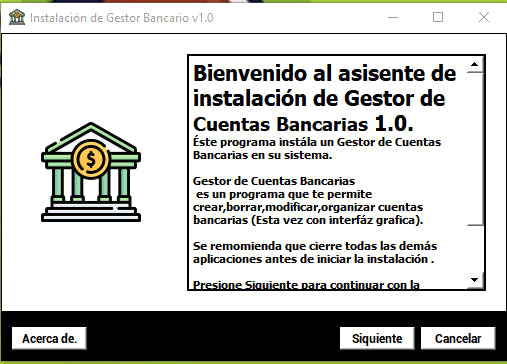 Instalación de Gestor Bancario v1.0
Bienvenido al asisente de
instalación de Gestor de
Cuentas Bancarias 1.0.
Éste programa instála un Gestor de Cuentas
Bancarias en su sistema.
Gestor de Cuentas Bancarias
es un programa que te permite
crear,borrar,modificar,organizar cuentas
bancarias (Esta vez con interfáz grafica).
Se remomienda que cierre todas las demás
aplicaciones antes de iniciar la instalación .
Presione Siguiente para continuar con la
$
Acerca de.
Siquiente
Cancelar